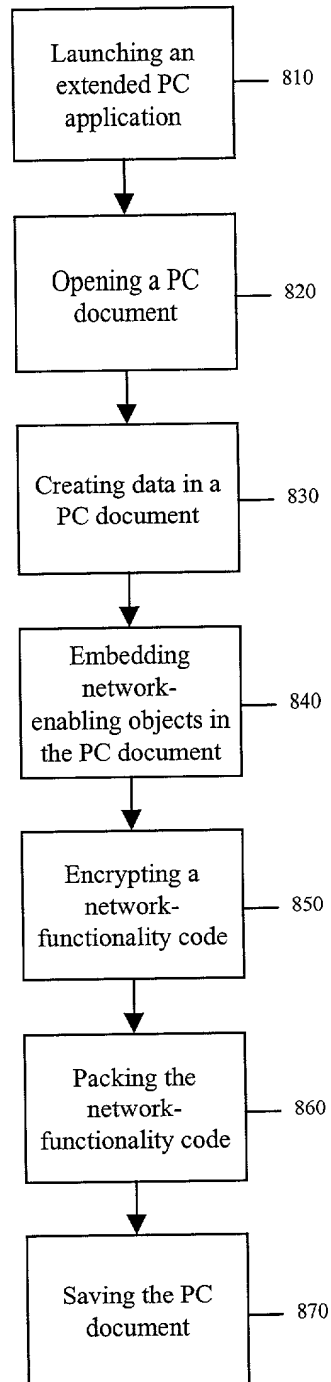 Launching an
extended PC
application
810
Opening a PC
document
820
Creating data in a
PC document
830
Embedding
network-
enabling objects in
the PC document
840
Encrypting a
network-
functionality code
850
Packing the
network-
functionality code
860
Saving the PC
document
870